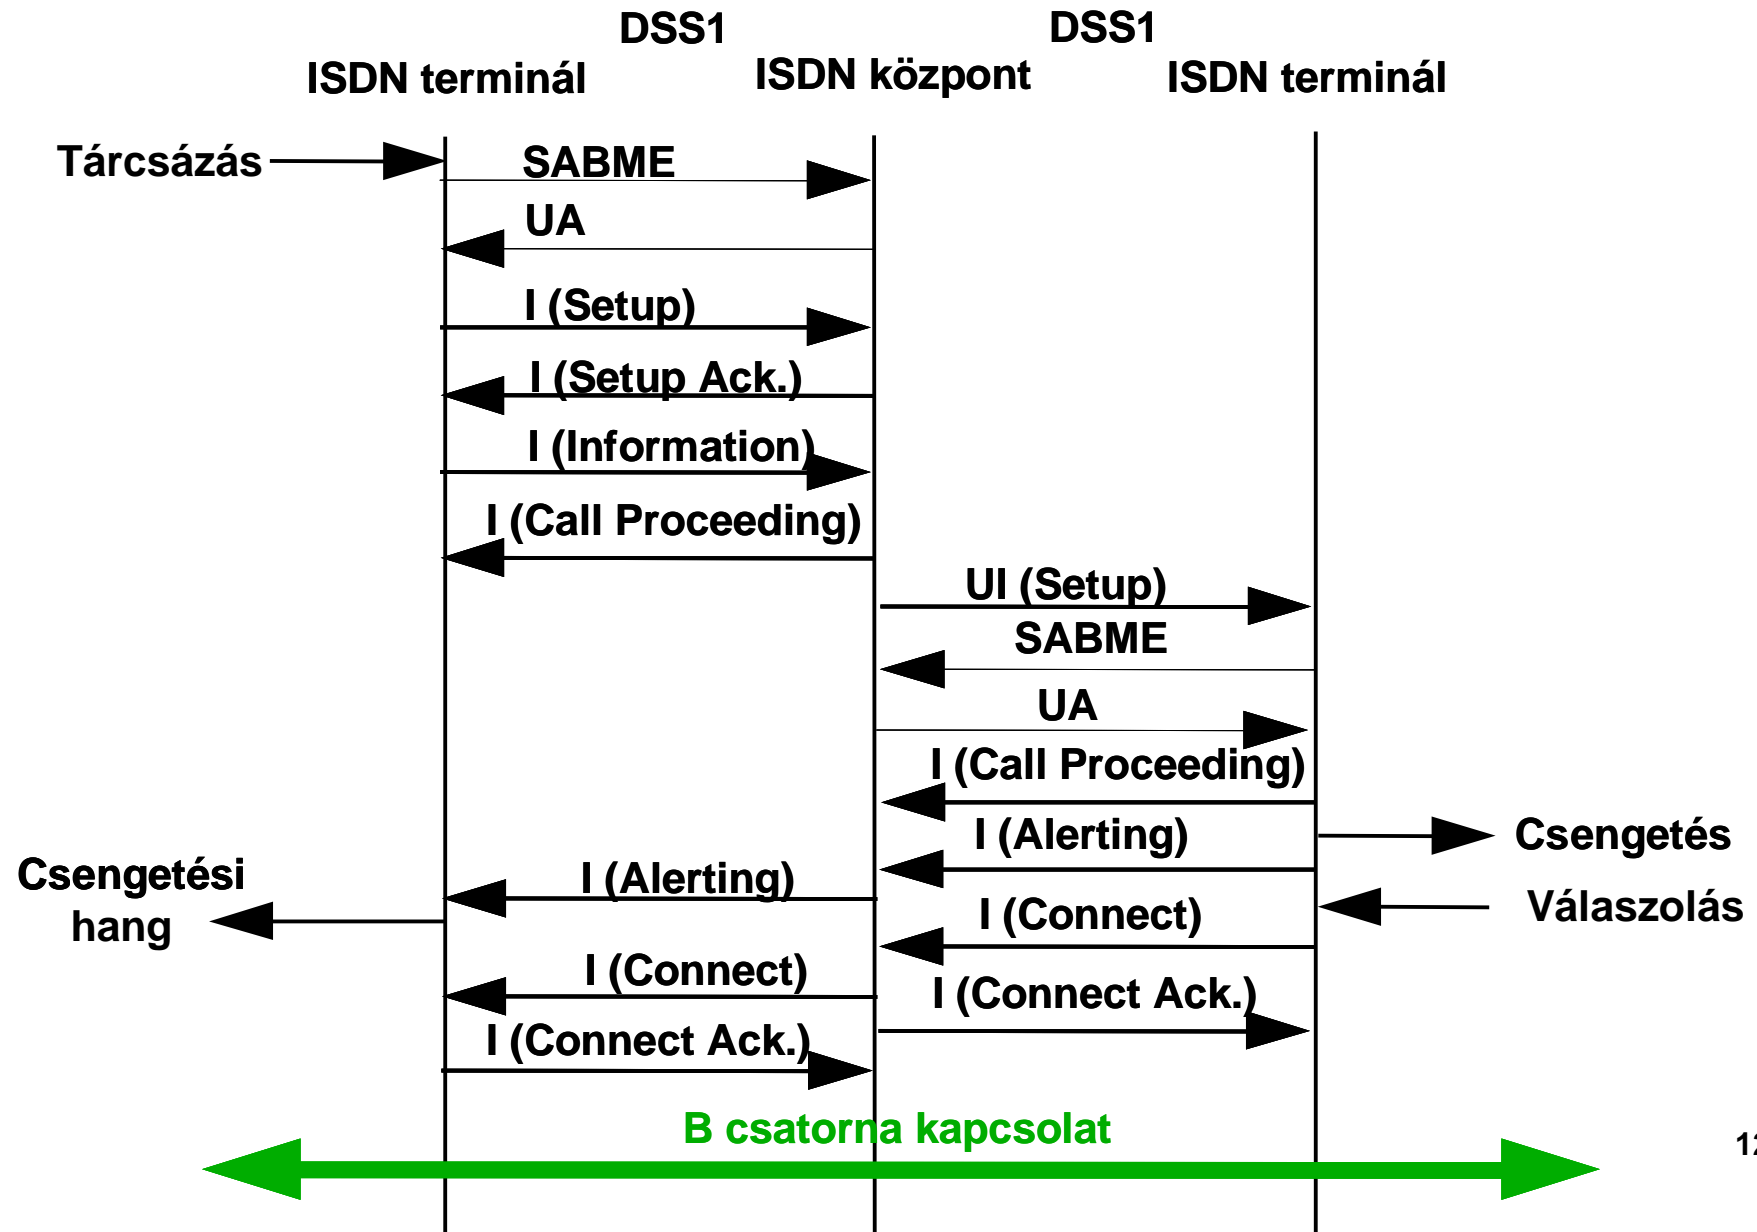 DSS1 DSS1
ISDN terminál ISDN központ ISDN terminál
Tárcsázás
SABME
UA
I (Setup)
I (Setup Ack.)
I (Information)
I (Call Proceeding)
UI (Setup)
SABME
UA
I (Call Proceeding)
I (Alerting)
Csengetés
Csengetési
hang
I (Alerting)
I (Connect)
Válaszolás
I (Connect)
I (Connect Ack.)
I (Connect Ack.)
B csatorna kapcsolat